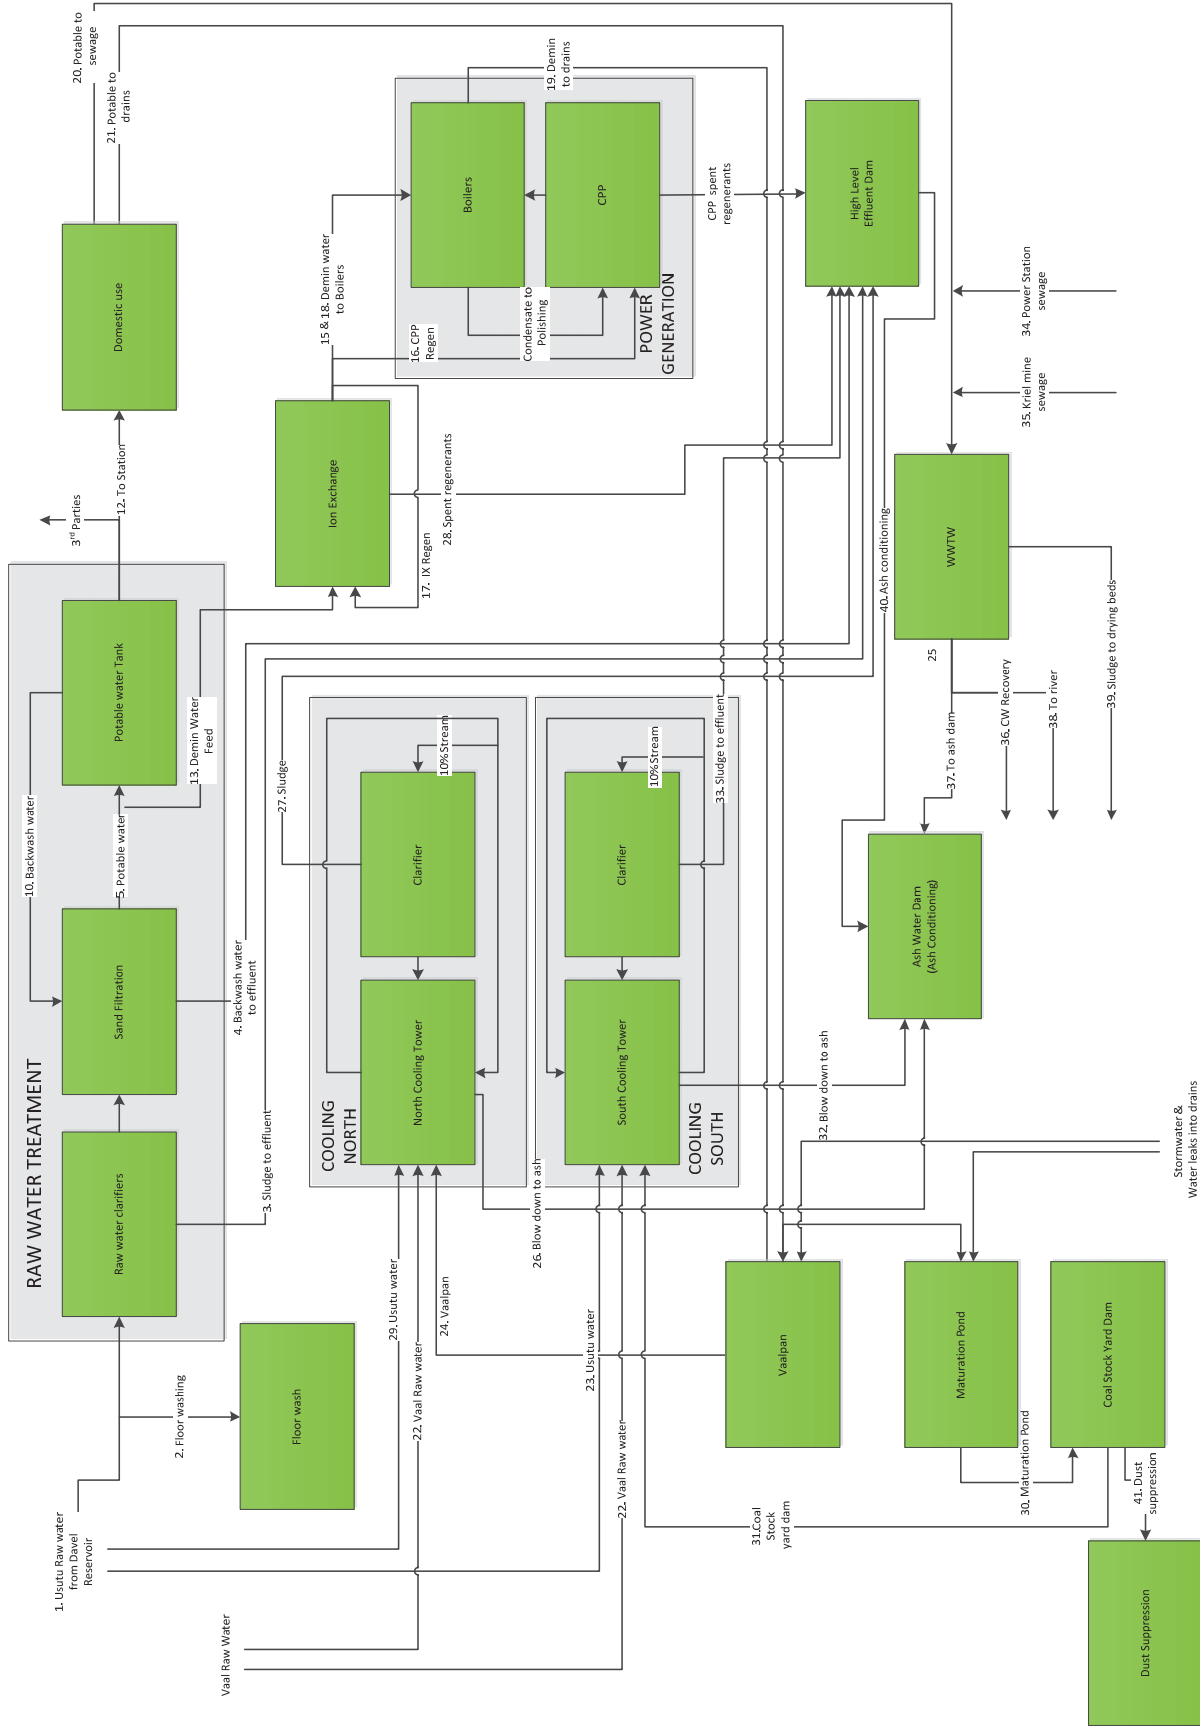 RAW WATER TREATMENT
Raw water clarifiers
Sand Filtration
Potable water Tank
Domestic use
10. Backwash water
5. Potable water
13. Demin Water
Feed
3rd Parties
12. To Station
20. Potable to
sewage
21. Potable to
drains
1. Usutu Raw water
from Davel
Reservoir
2. Floor washing
Floor wash
3. Sludge to effluent
4. Backwash water
to effluent
Ion Exchange
17. IX Regen
28. Spent regenerants
15 & 18. Demin water
to Boilers
16. CPP
Regen
Boilers
CPP
Condensate to
Polishing
POWER
GENERATION
19. Demin
to drains
CPP spent
regenerants
High Level
Effluent Dam
Vaal Raw Water
29. Usutu water
22. Vaal Raw water
24. Vaalpan
COOLING
NORTH
North Cooling Tower
Clarifier
10% Stream
27. Sludge
26. Blow down to ash
23. Usutu water
22. Vaal Raw water
31.Coal
Stock
yard dam
COOLING
SOUTH
South Cooling Tower
Clarifier
10% Stream
33. Sludge to effluent
32. Blow down to ash
Ash Water Dam
(Ash Conditioning)
40. Ash conditioning
37. To ash dam
36. CW Recovery
38. To river
39. Sludge to drying beds
25
WWTW
35. Kriel mine
sewage
34. Power Station
sewage
Vaalpan
Maturation Pond
Coal Stock Yard Dam
30. Maturation Pond
41. Dust
suppression
Dust Suppression
Stormwater &
Water leaks into drains